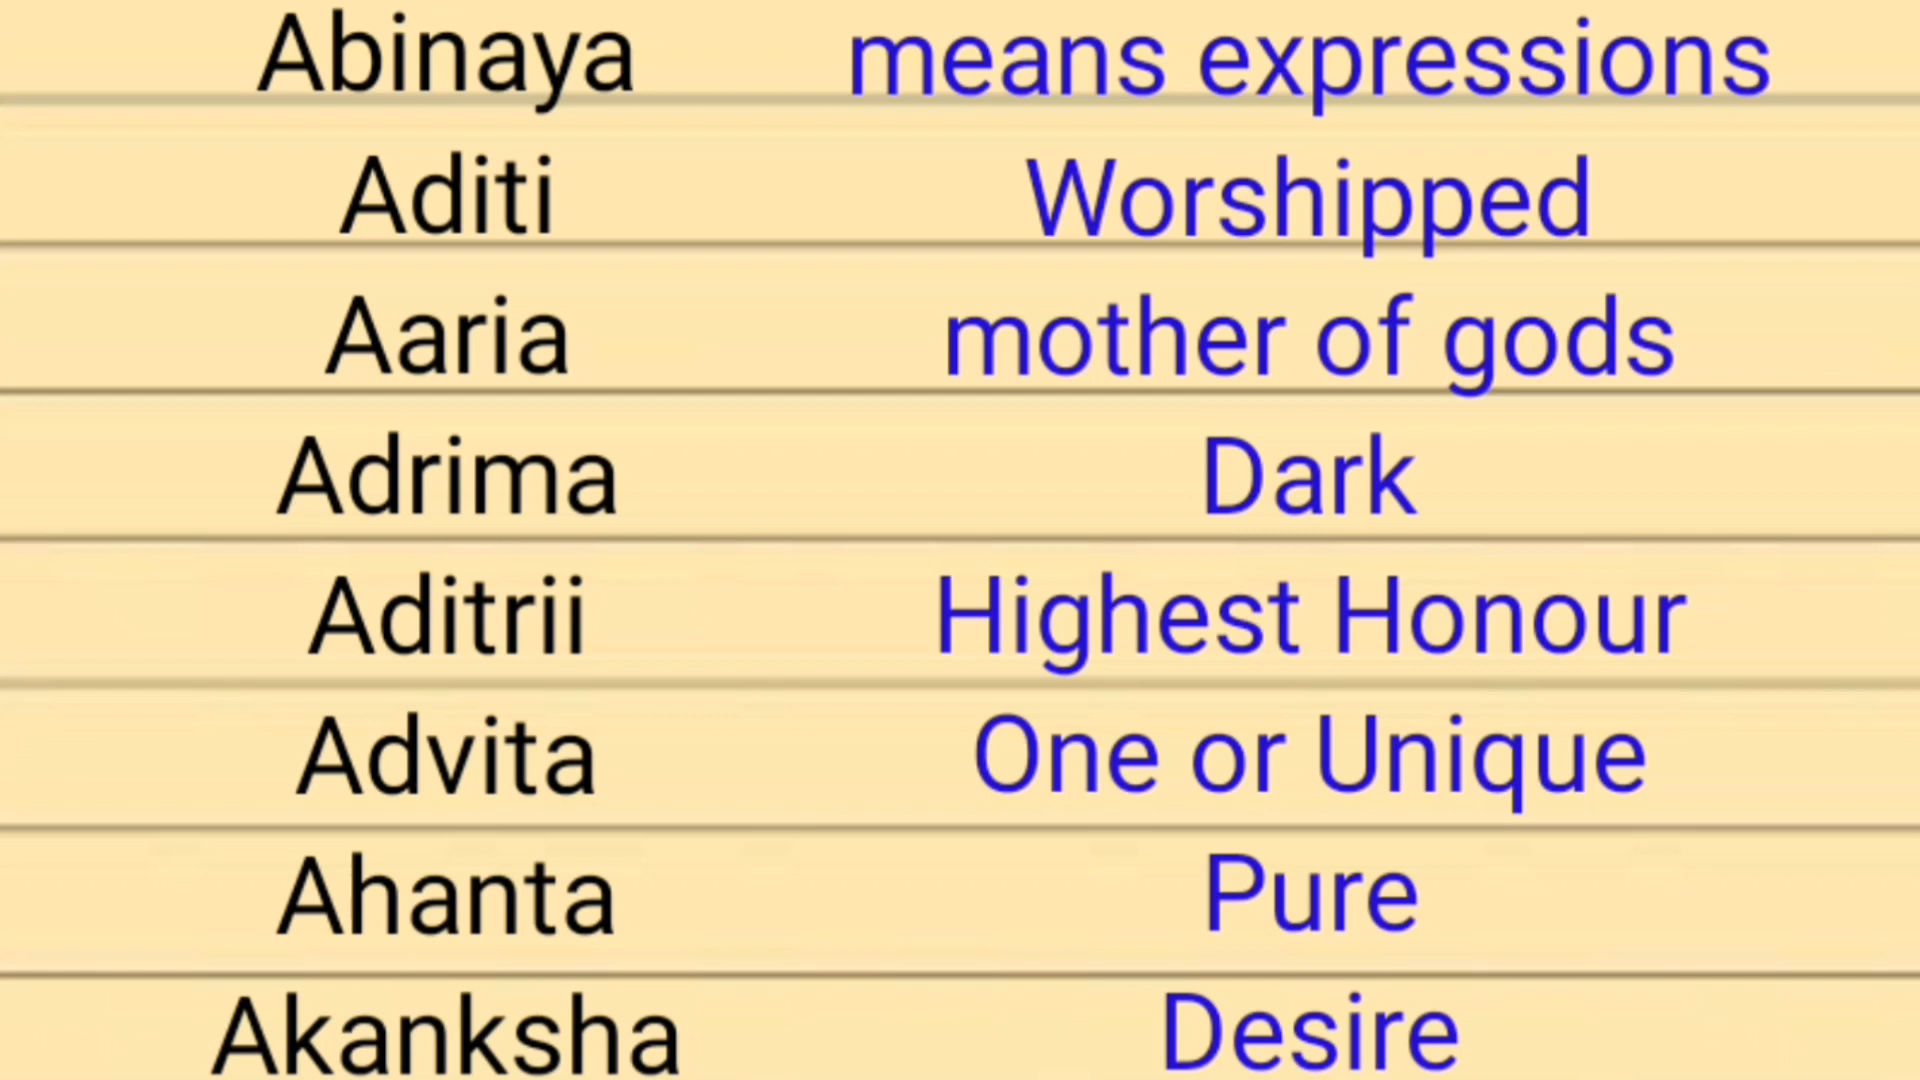 Abinaya means expressions
Aditi Worshipped
Aaria mother of gods
Adrima Dark
Aditrii Highest Honour
Advita One or Unique
Ahanta Pure
Akanksha Desire